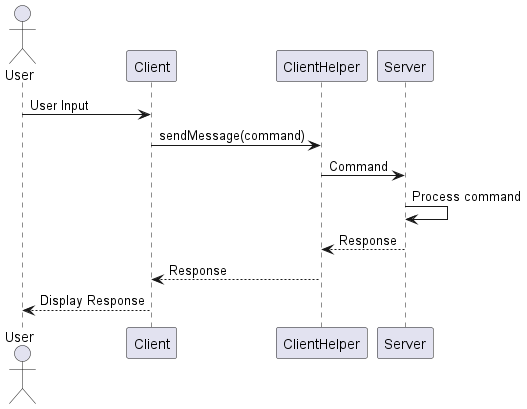 User
Client
ClientHelper
Server
User Input
sendMessage(command)
Command
Process command
Response
Response
Display Response
User
Client
ClientHelper
Server